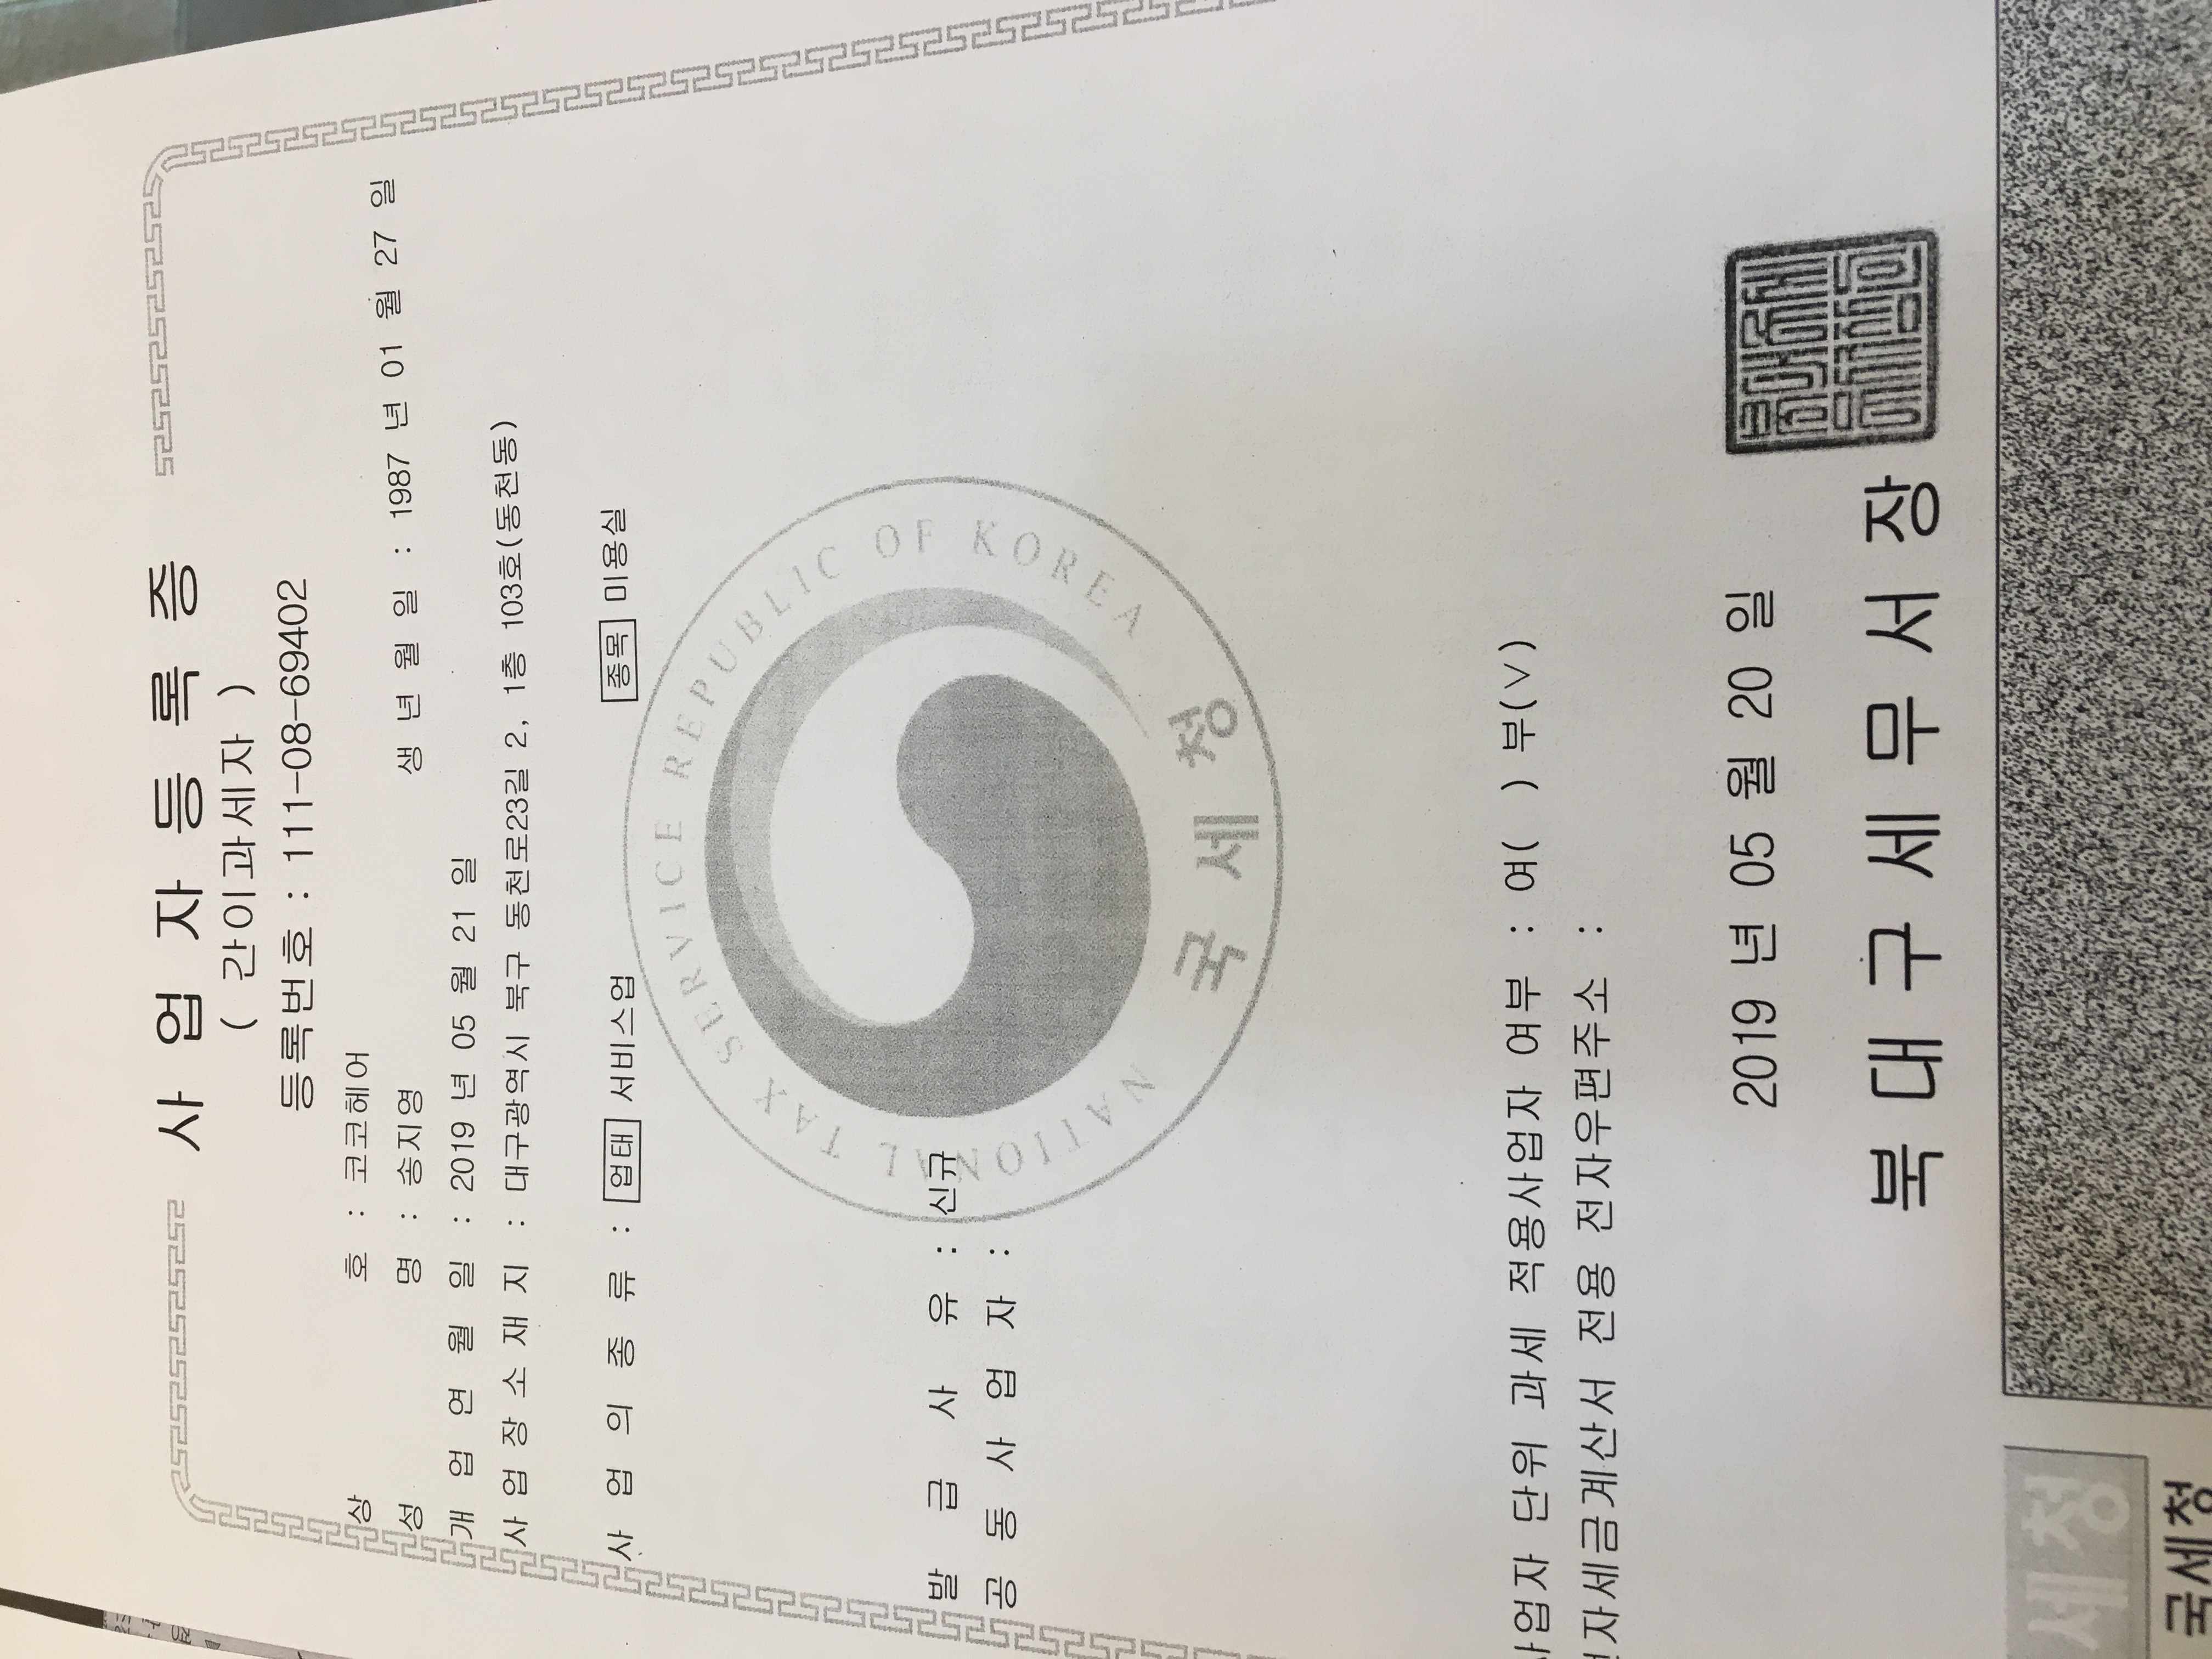 사 업 자 등 록 증
( 간이과세자 )
등록번호 : 111-08-69402
상 호 : 코코헤어
성 명 : 송지영 생 년 월 일 : 1987 년 01 월 27 일
개 업 연 월 일 : 2019 년 05 월 21 일
사 업 장 소 재 지 : 대구광역시 북구 동천로23길 2, 1층 103호(동천동)
사 업 의 종 류 : 업태 서비스업 종목 미용실
NATIONAL TAX SERVICE REPUBLIC OF KOREA
국세청
발 급 사 유 : 신규
공 동 사 업 자 :
사업자 단위 과세 적용사업자 여부 : 여( ) 부(∨)
전자세금계산서 전용 전자우편주소 :
2019 년 05 월 20 일
북 대 구 세 무 서 장
세청
국세청